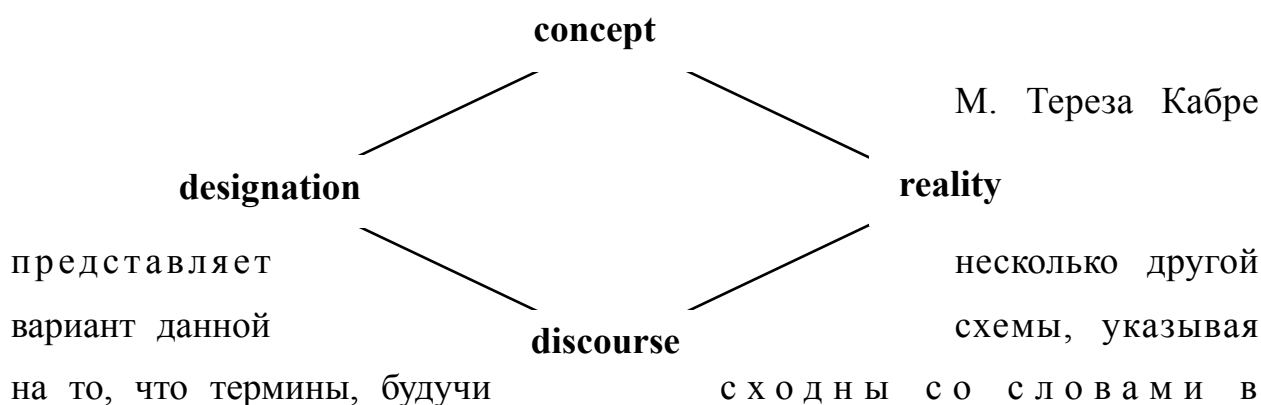 concept
М. Тереза Кабре
designation reality
представляет несколько другой
вариант данной discourse схемы, указывая
на то, что термины, будучи сходны со словами в